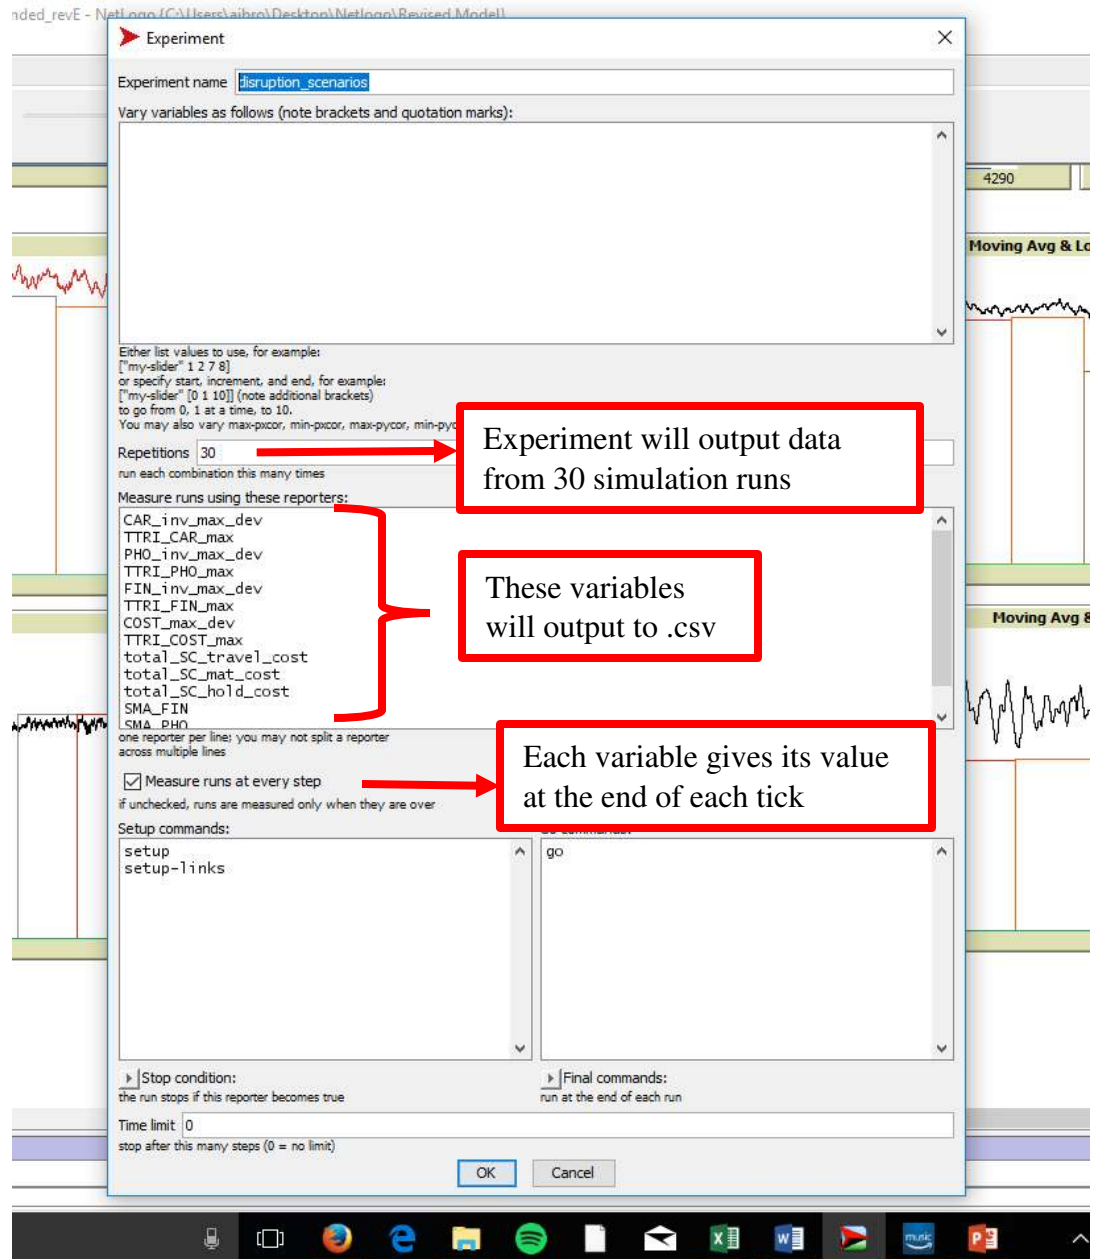 nded_revE - NetLogo {C:\Users\aibro\Desktop\Netlogo\Revised Model}
Experiment
Experiment name disruption_scenarios
Vary variables as follows (note brackets and quotation marks):
4290
Moving Avg & Lo
Either list values to use, for example:
["my-slider" 1 2 7 8]
or specify start, increment, and end, for example:
["my-slider" [0 1 10]] (note additional brackets)
to go from 0, 1 at a time, to 10.
You may also vary max-pxcor, min-pxcor, max-pycor, min-pyc
Experiment will output data
from 30 simulation runs
Repetitions 30
run each combination this many times
Measure runs using these reporters:
CAR_inv_max_dev
TTRI_CAR_max
PHO_inv_max_dev
TTRI_PHO_max
FIN_inv_max_dev
TTRI_FIN_max
COST_max_dev
TTRI_COST_max
total_SC_travel_cost
total_SC_mat_cost
total_SC_hold_cost
SMA_FIN
SMA_PHO
These variables
will output to .csv
Moving Avg &
one reporter per line; you may not split a reporter
across multiple lines
Measure runs at every step
if unchecked, runs are measured only when they are over
Each variable gives its value
at the end of each tick
Setup commands:
Go commands:
setup
setup-links
go
Stop condition:
the run stops if this reporter becomes true
Final commands:
run at the end of each run
Time limit 0
stop after this many steps (0 = no limit)
OK
Cancel
music